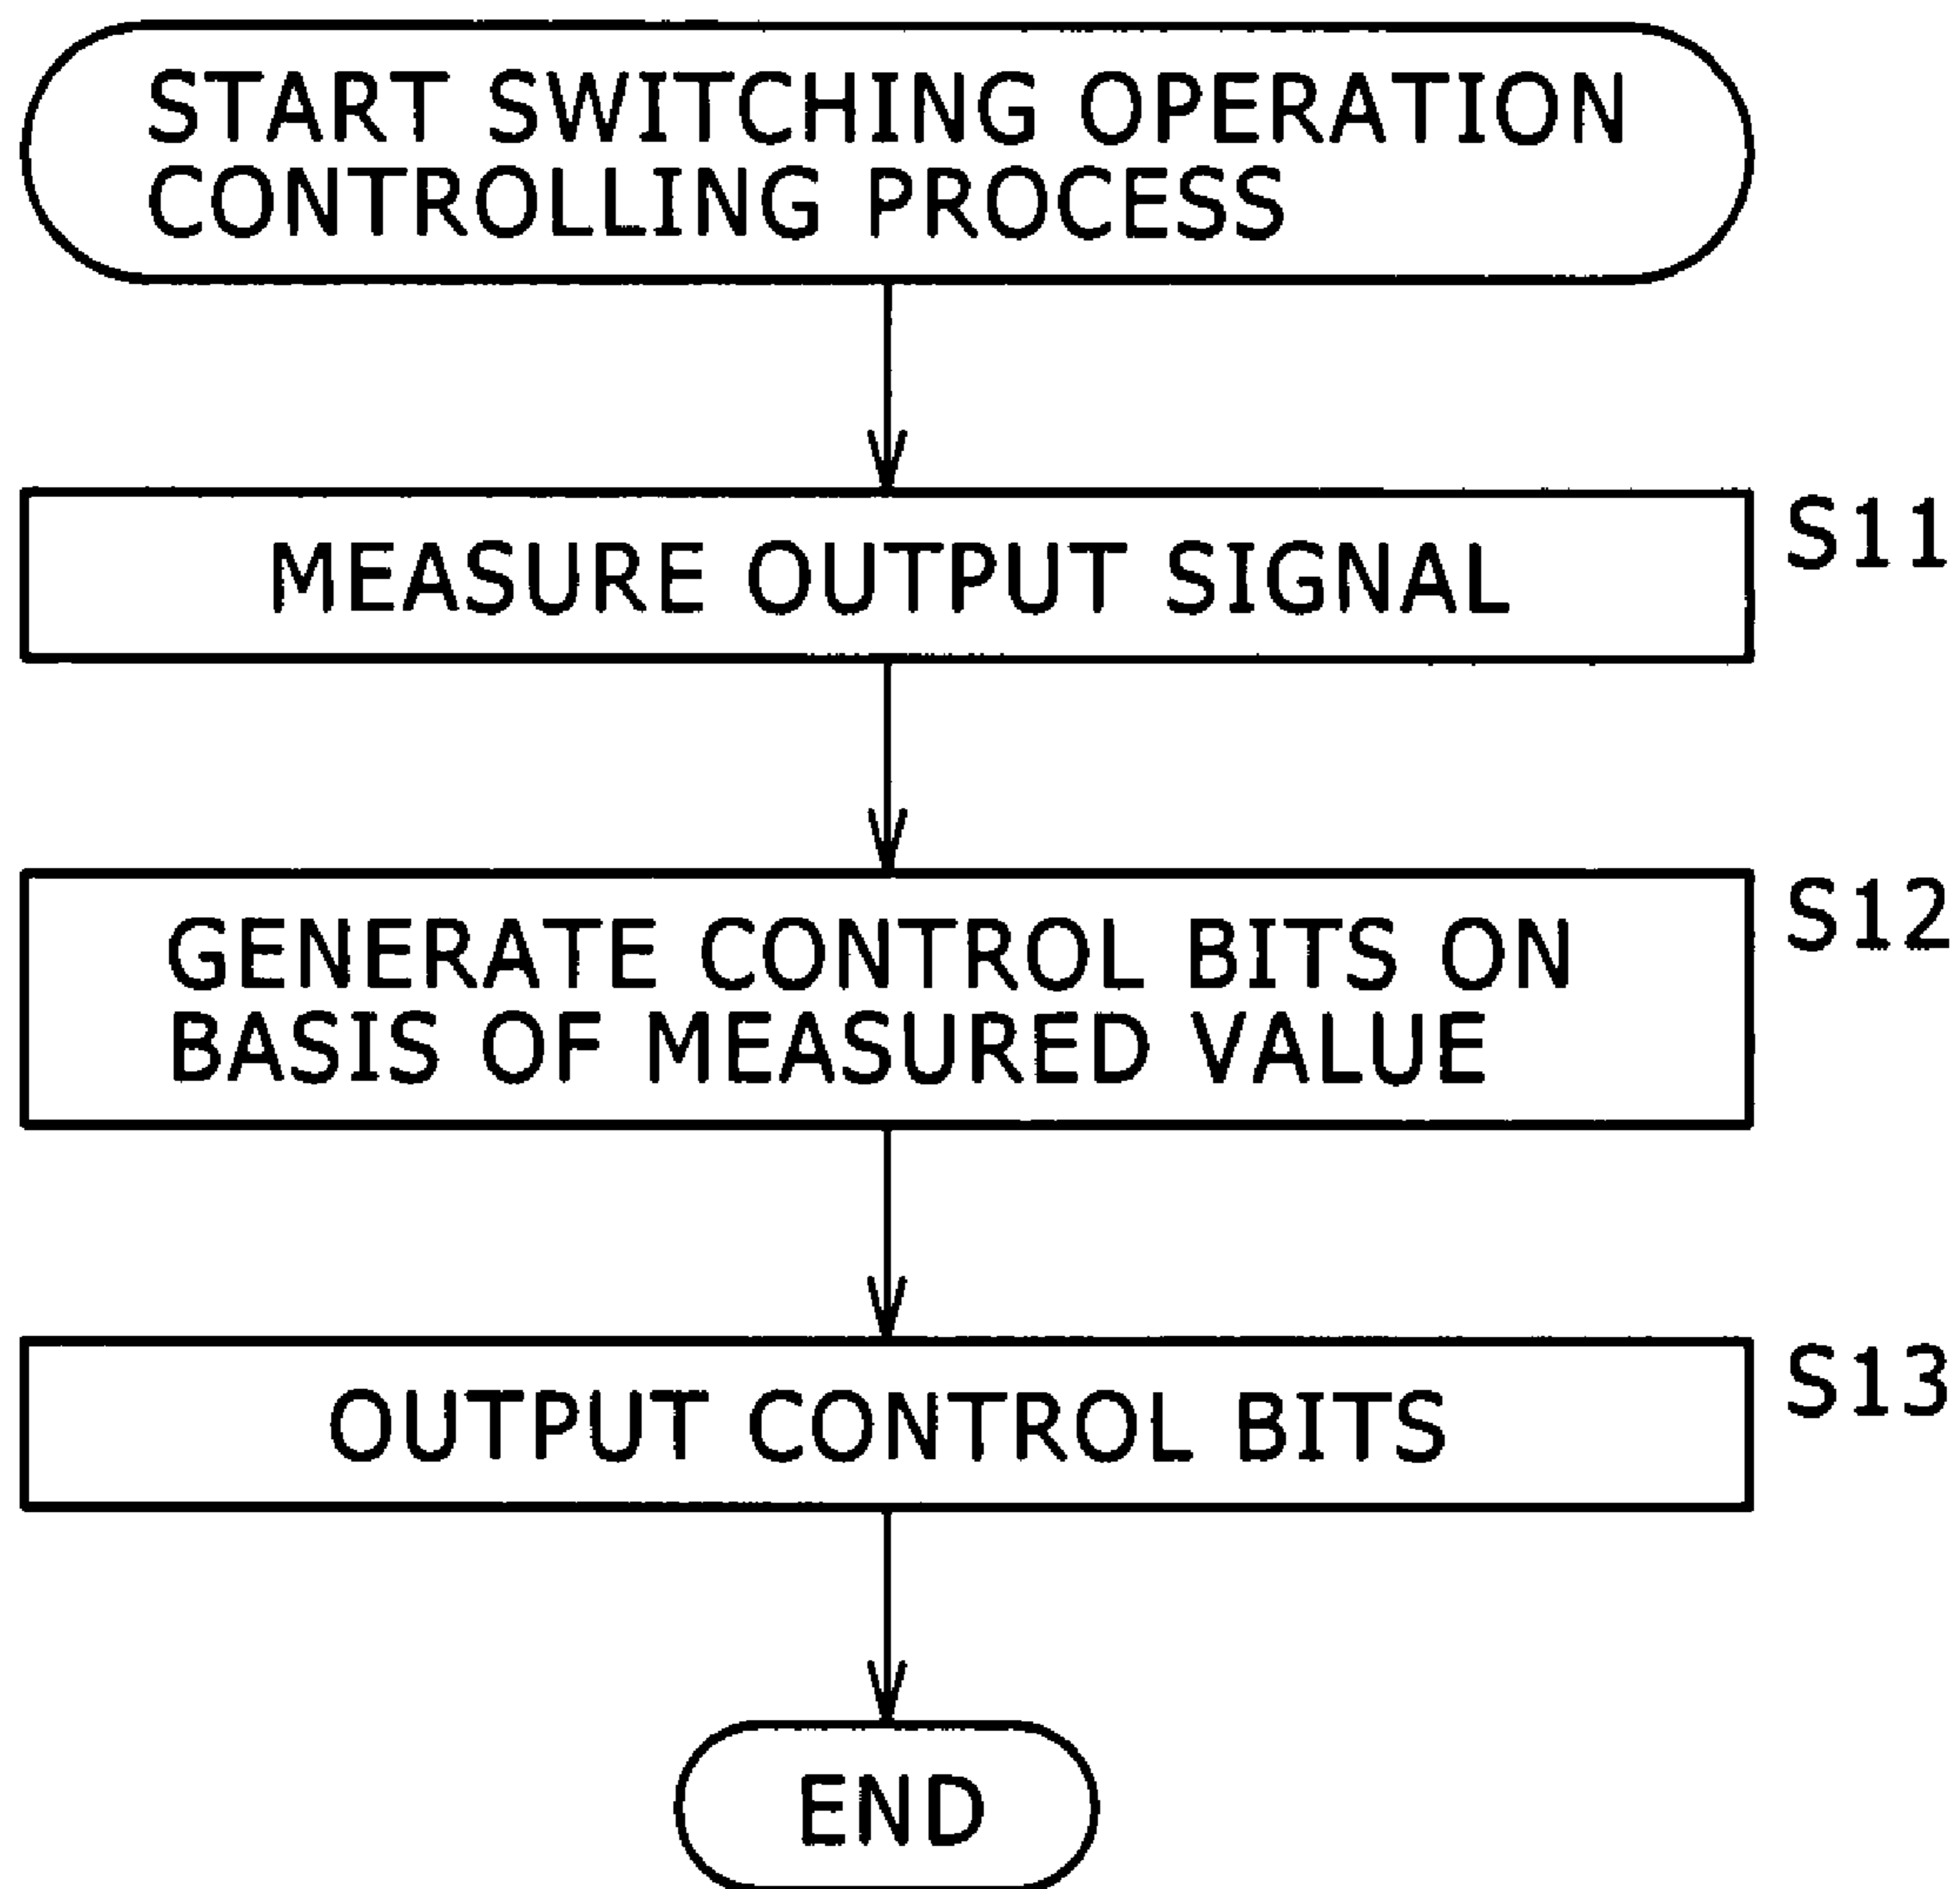 START SWITCHING OPERATION
CONTROLLING PROCESS
MEASURE OUTPUT SIGNAL
S11
GENERATE CONTROL BITS ON
BASIS OF MEASURED VALUE
S12
OUTPUT CONTROL BITS
S13
END